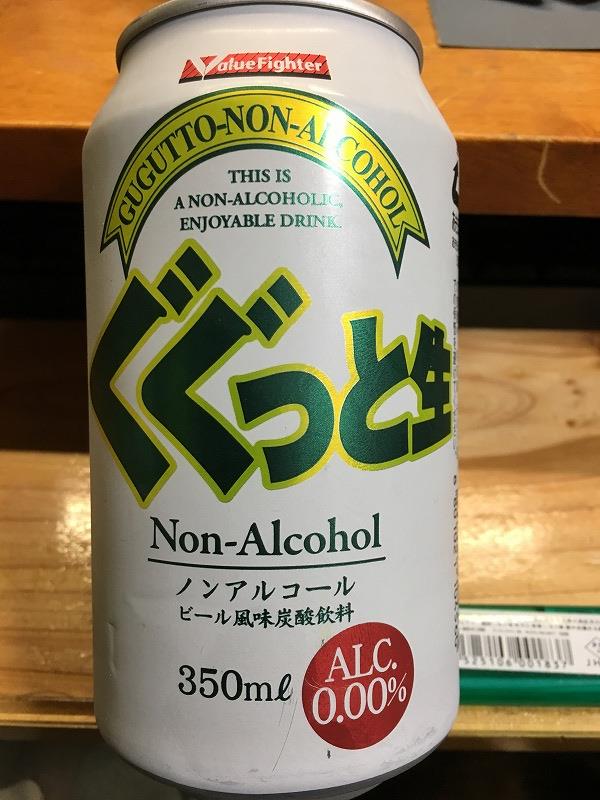 ValueFighter
GUGUTTO-NON-ALCOHOL
THIS IS
A NON-ALCOHOLIC,
ENJOYABLE DRINK.
ぐぐっと生
Non-Alcohol
ノンアルコール
ビール風味炭酸飲料
350mℓ
ALC.
0.00%